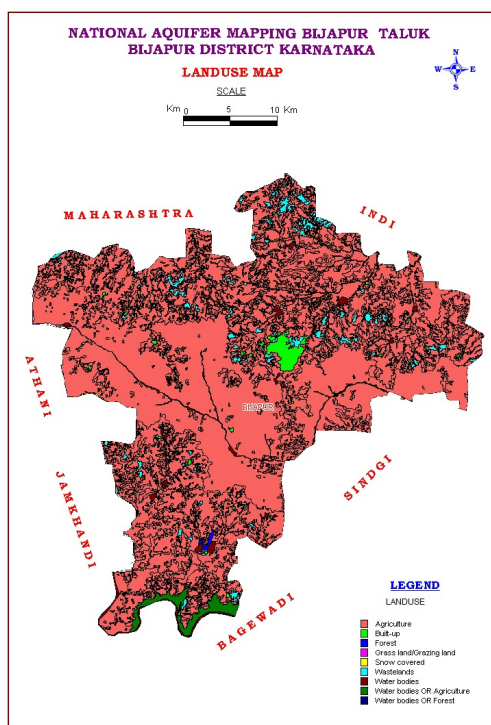 NATIONAL AQUIFER MAPPING BIJAPUR TALUK
BIJAPUR DISTRICT KARNATAKA
LANDUSE MAP
SCALE
Km 0 5 10 Km
N
W E
S
MAHARASHTRA
INDI
ATHANI
BIJAPUR
SINDGI
JAMKHANDI
BAGEWADI
LEGEND
LANDUSE
Agriculture
Built-up
Forest
Grass land/Grazing land
Snow covered
Wastelands
Water bodies
Water bodies OR Agriculture
Water bodies OR Forest